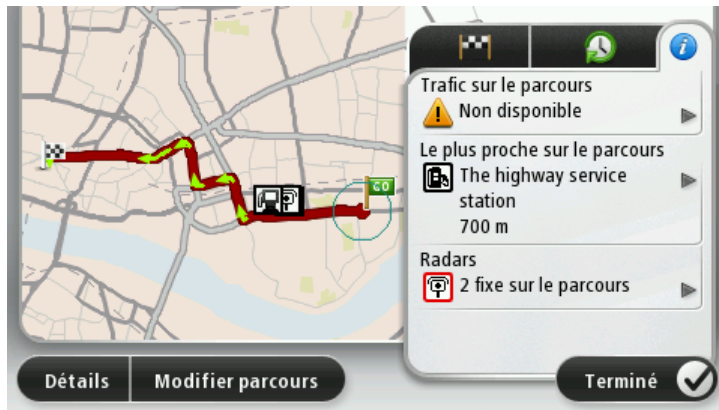 GO
Trafic sur le parcours
Non disponible
Le plus proche sur le parcours
The highway service
station
700 m
Radars
2 fixe sur le parcours
Détails
Modifier parcours
Terminé